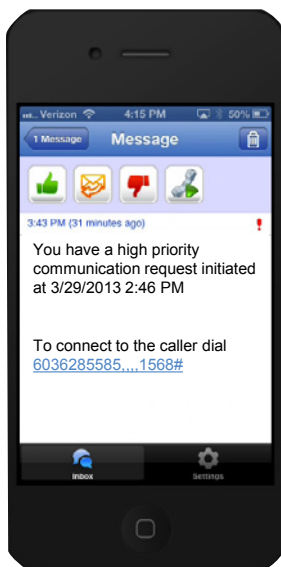 Verizon 4:15 PM 50%
1 Message Message
3:43 PM (31 minutes ago)
You have a high priority
communication request initiated
at 3/29/2013 2:46 PM
To connect to the caller dial
6036285585,,,,1568#
Inbox Settings